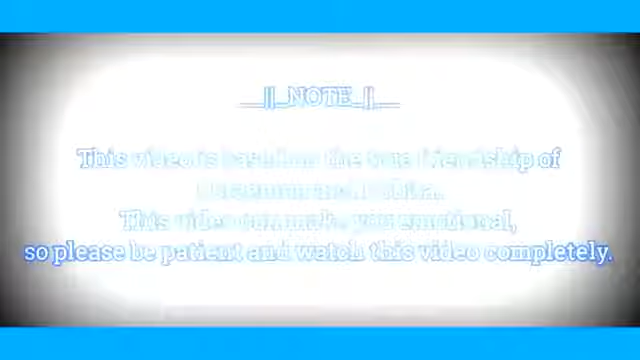 __||_NOTE_||__
This video is based on the true friendship of
This video can make you emotional,
so please be patient and watch this video completely.